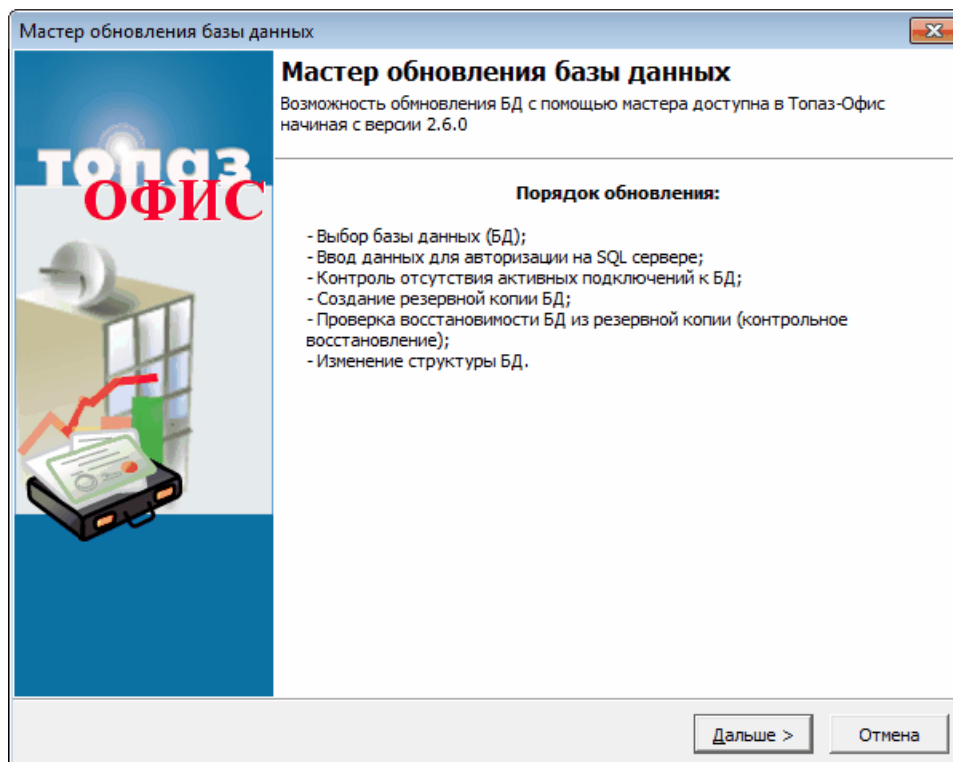 Мастер обновления базы данных
Мастер обновления базы данных
Возможность обмновления БД с помощью мастера доступна в Топаз-Офис
начиная с версии 2.6.0
топаз
ОФИС
Порядок обновления:
- Выбор базы данных (БД);
- Ввод данных для авторизации на SQL сервере;
- Контроль отсутствия активных подключений к БД;
- Создание резервной копии БД;
- Проверка восстановимости БД из резервной копии (контрольное
восстановление);
- Изменение структуры БД.
Дальше >
Отмена